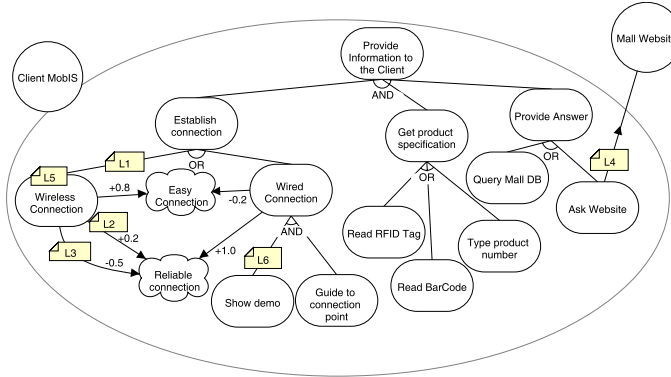 Mall Website
Client MobIS
Provide
Information to
the Client
AND
Establish
connection
OR
Get product
specification
OR
Provide Answer
OR
L4
Query Mall DB
Ask Website
L1
L5
Wireless
Connection
+0.8
Easy
Connection
-0.2
Wired
Connection
AND
L2
+0.2
L3
-0.5
Reliable
connection
+1.0
L6
Show demo
Guide to
connection
point
Read RFID Tag
Read BarCode
Type product
number